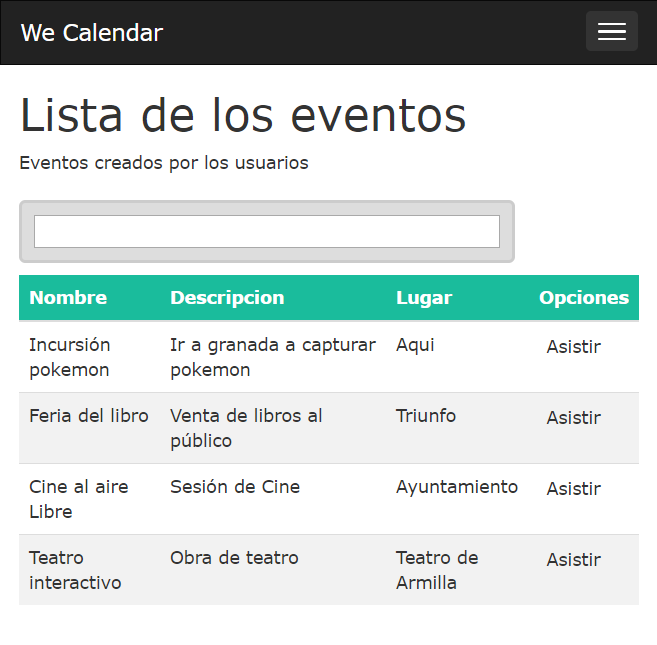 We Calendar
Lista de los eventos
Eventos creados por los usuarios
Nombre Descripcion Lugar Opciones
Incursión Ir a granada a capturar Aqui Asistir
pokemon pokemon
Feria del libro Venta de libros al Triunfo Asistir
público
Cine al aire Sesión de Cine Ayuntamiento Asistir
Libre
Teatro Obra de teatro Teatro de Asistir
interactivo Armilla